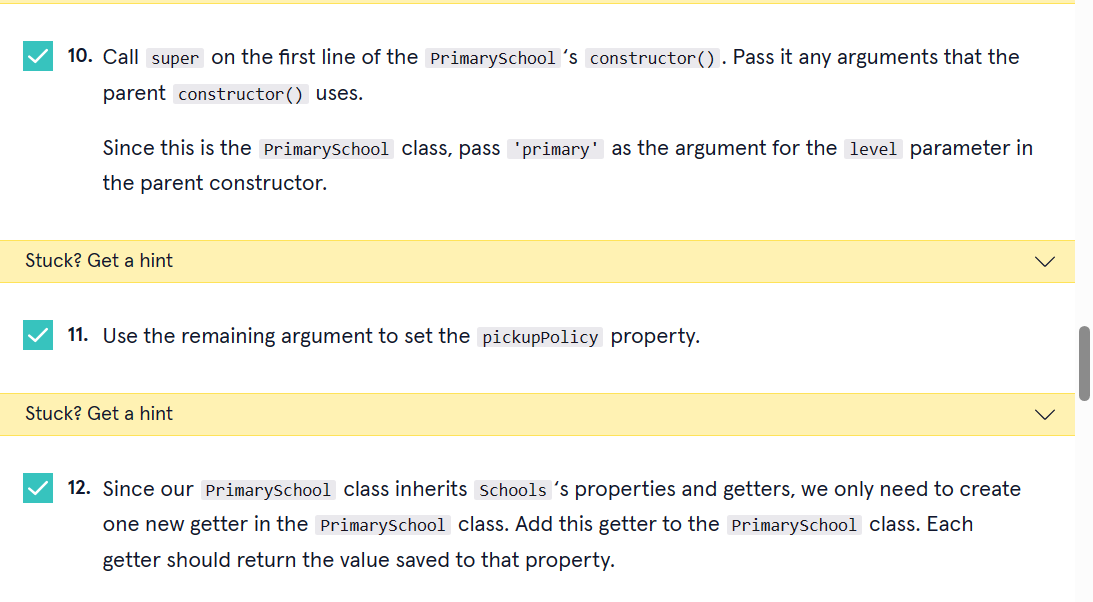 10. Call super on the first line of the PrimarySchool ‘s constructor() . Pass it any arguments that the
parent constructor() uses.
Since this is the PrimarySchool class, pass 'primary' as the argument for the level parameter in
the parent constructor.
Stuck? Get a hint
11. Use the remaining argument to set the pickupPolicy property.
Stuck? Get a hint
12. Since our PrimarySchool class inherits Schools ‘s properties and getters, we only need to create
one new getter in the PrimarySchool class. Add this getter to the PrimarySchool class. Each
getter should return the value saved to that property.